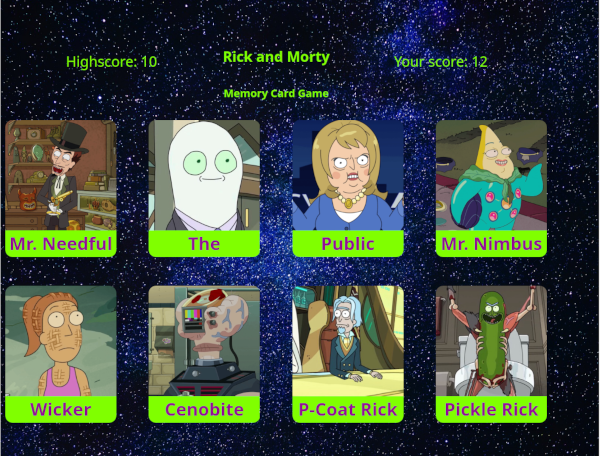 Highscore: 10
Rick and Morty
Your score: 12
Memory Card Game
Mr. Needful
The
Public
Mr. Nimbus
Wicker
Cenobite
P-Coat Rick
Pickle Rick